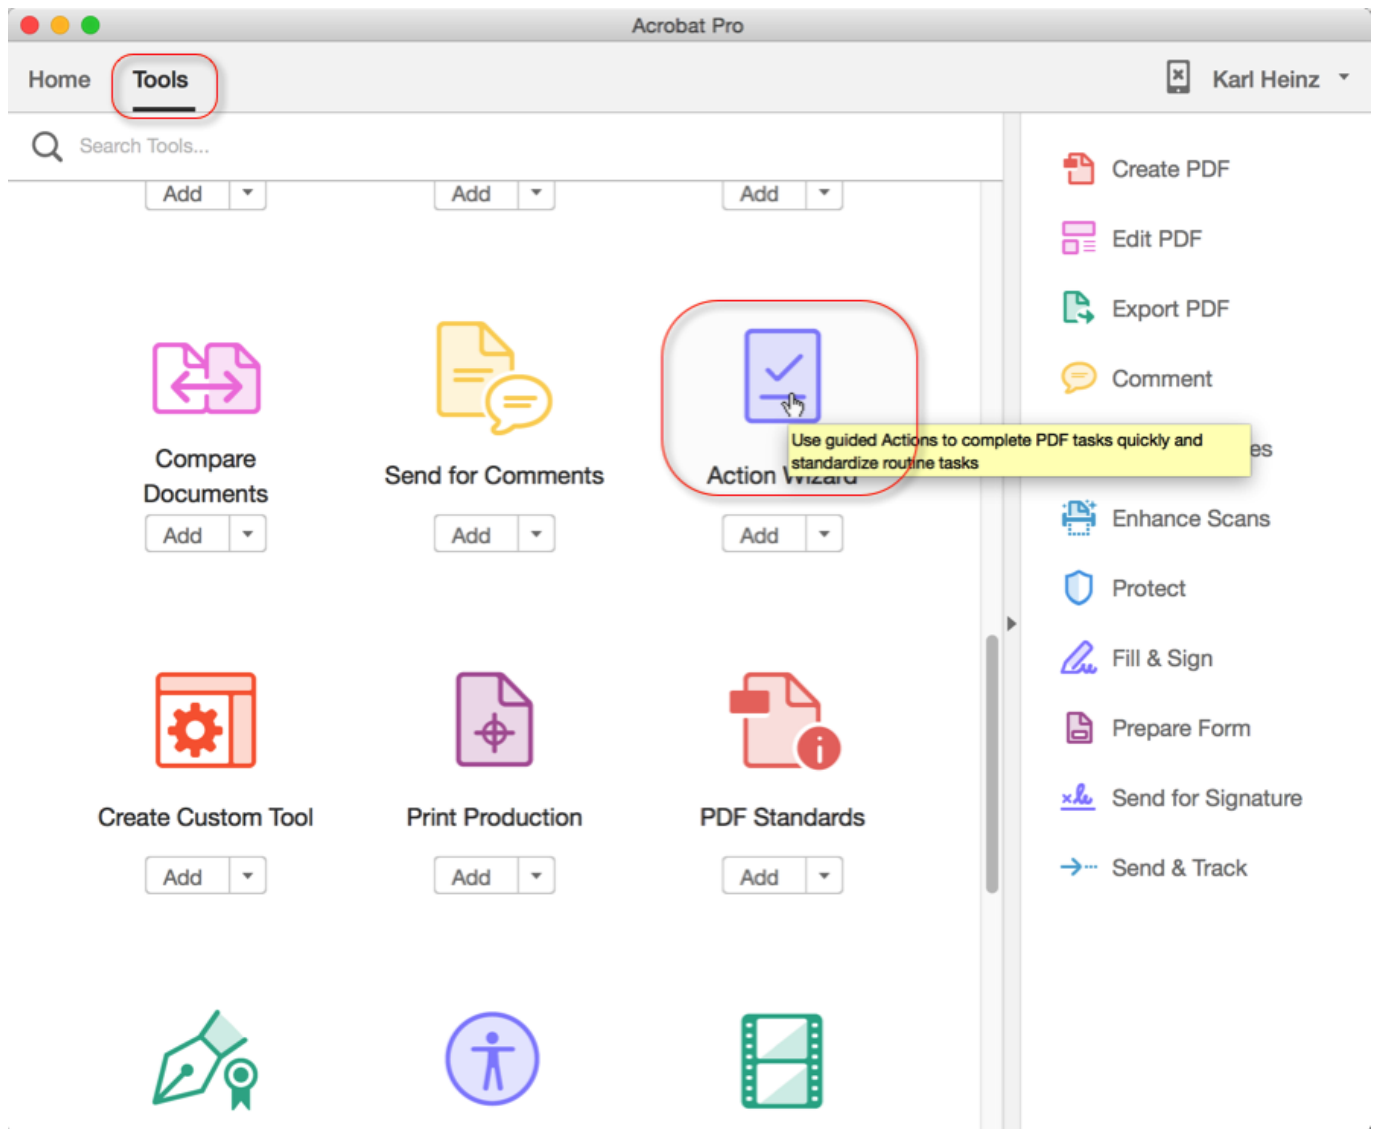 Acrobat Pro
Home
Tools
Karl Heinz
Search Tools...
Add
Add
Add
Compare
Documents
Add
Send for Comments
Add
Action Wizard
Add
Use guided Actions to complete PDF tasks quickly and
standardize routine tasks
Create Custom Tool
Add
Print Production
Add
PDF Standards
Add
Create PDF
Edit PDF
Export PDF
Comment
es
Enhance Scans
Protect
Fill & Sign
Prepare Form
Send for Signature
Send & Track